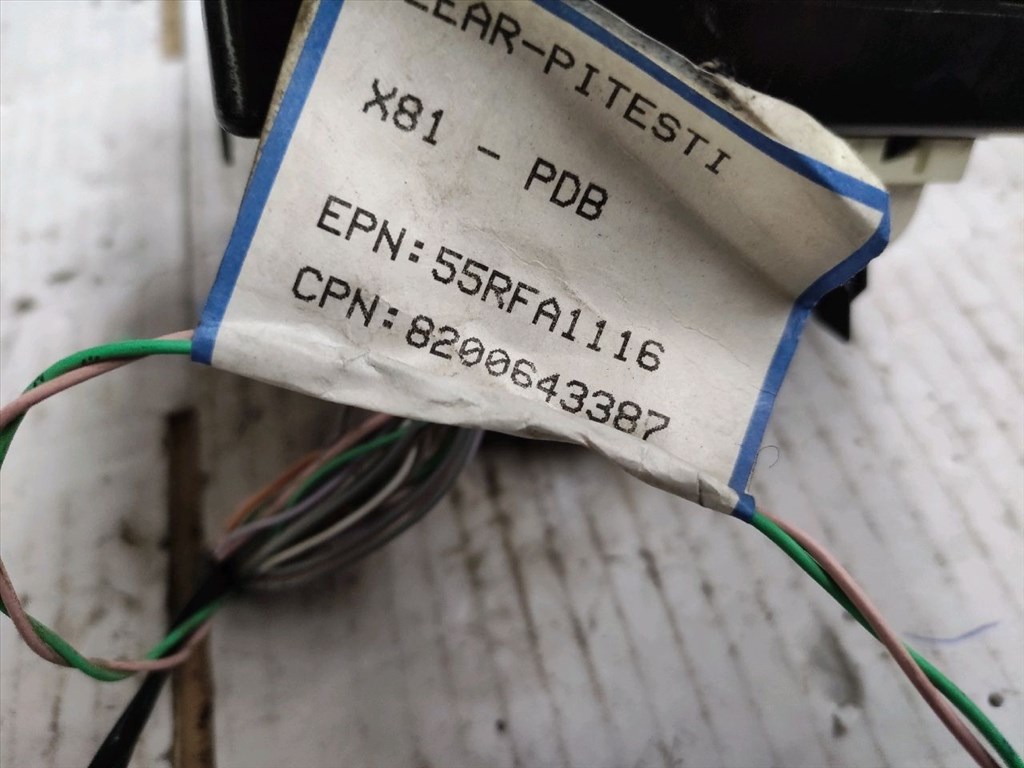 LEAR-PITESTI
X81 - PDB
EPN:55RFA1116
CPN:8200643387